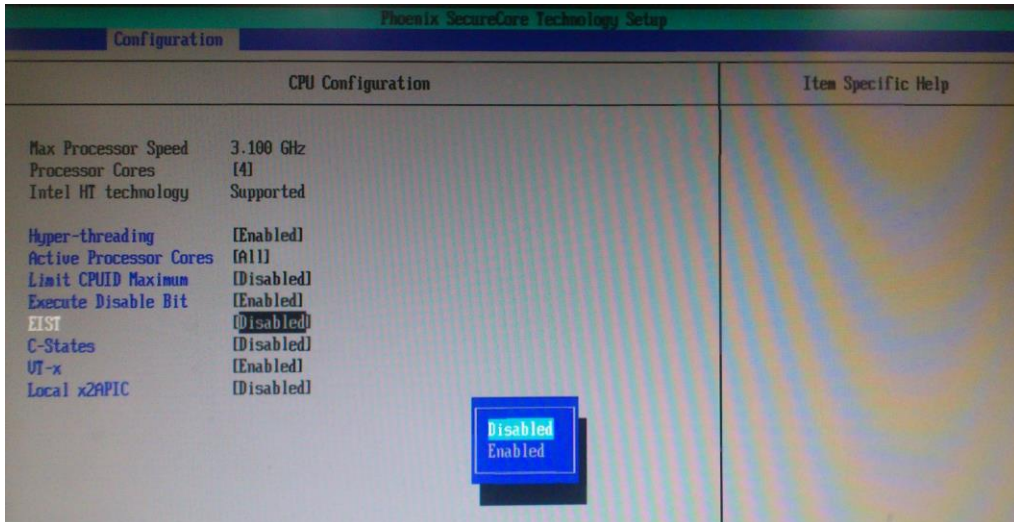 Phoenix SecureCore Technology Setup
Configuration
CPU Configuration
Item Specific Help
Max Processor Speed 3.100 GHz
Processor Cores [4]
Intel HT technology Supported
Hyper-threading [Enabled]
Active Processor Cores [All]
Limit CPUID Maximum [Disabled]
Execute Disable Bit [Enabled]
EIST [Disabled]
C-States [Disabled]
VT-x [Enabled]
Local x2APIC [Disabled]
Disabled
Enabled